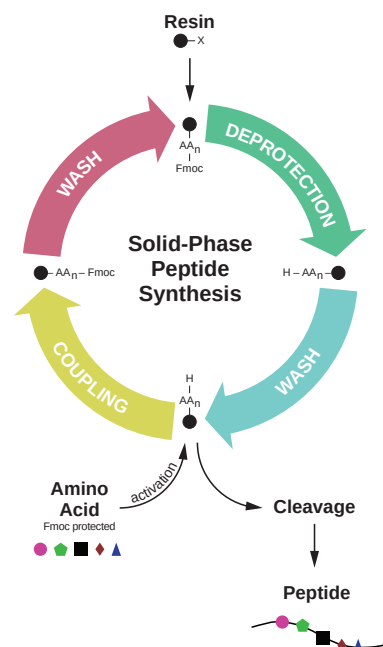 Resin
X
AAn
Fmoc
WASH
DEPROTECTION
Solid-Phase
Peptide
Synthesis
AAn – Fmoc
H – AAn
COUPLING
WASH
H
AAn
activation
Amino
Acid
Fmoc protected
Cleavage
Peptide